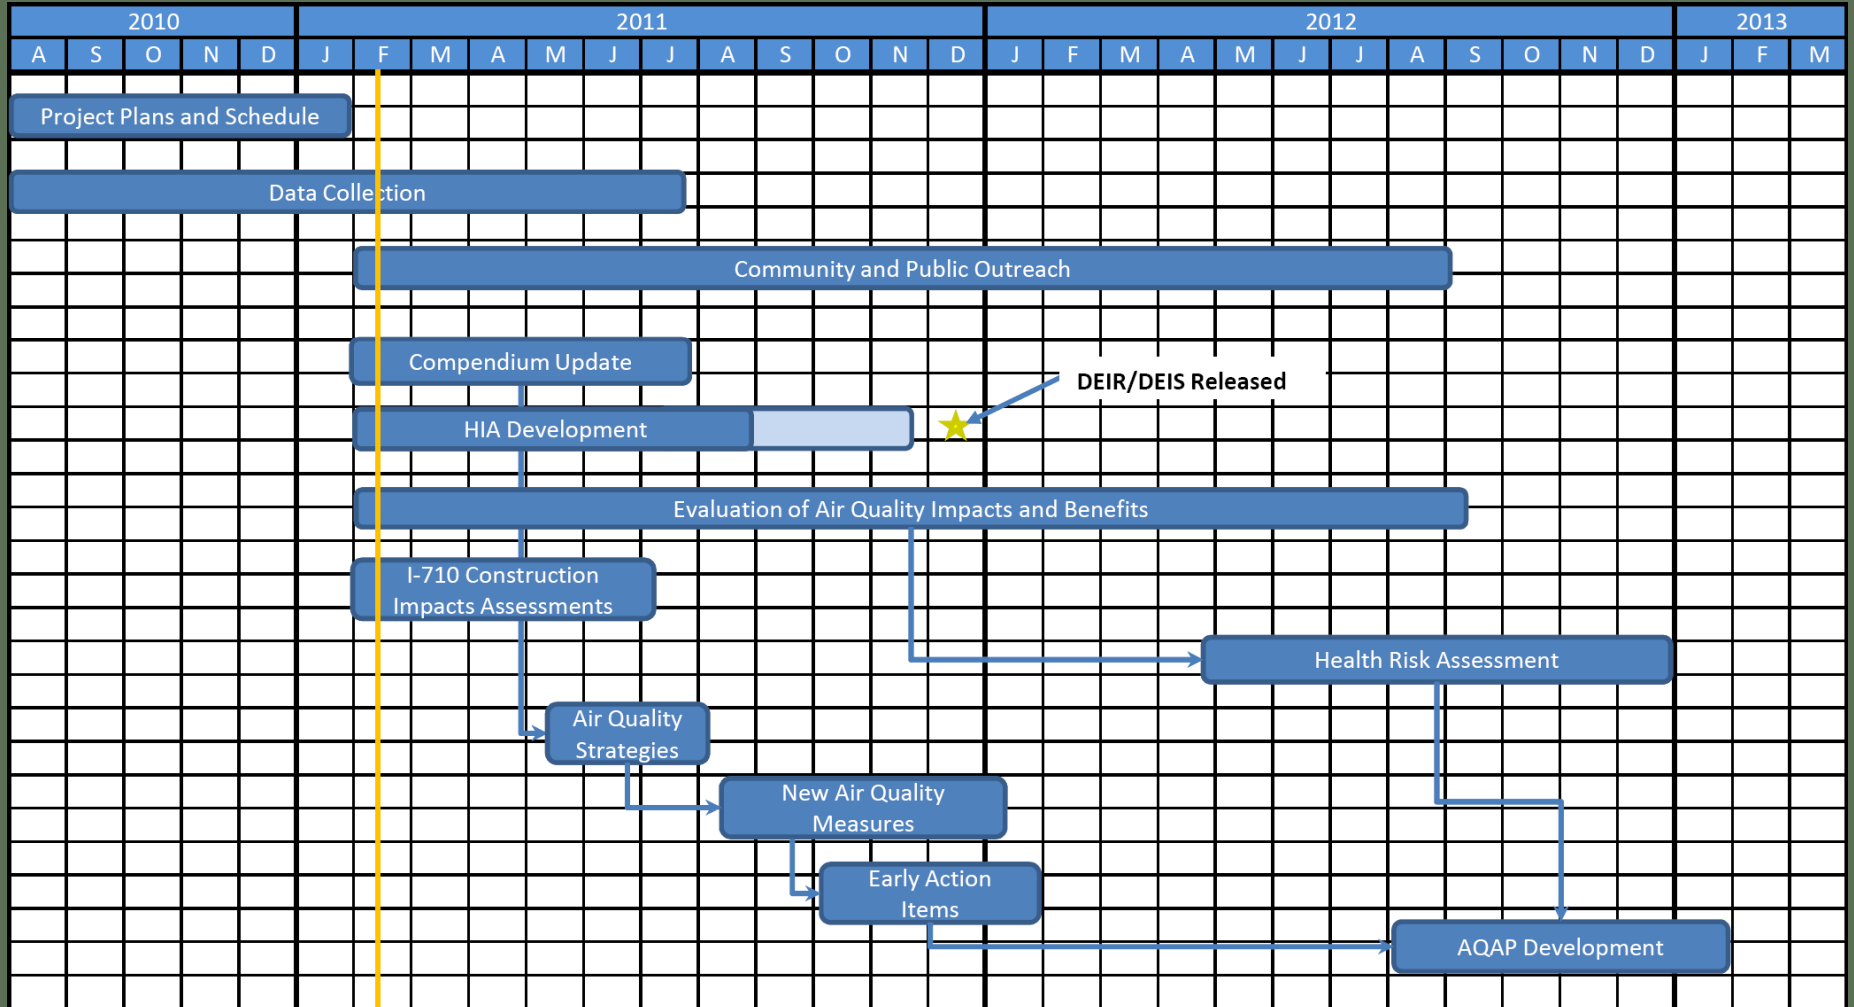 2010 2011 2012 2013
A S O N D J F M A M J J A S O N D J F M A M J J A S O N D J F M
Project Plans and Schedule
Data Collection
Community and Public Outreach
Compendium Update
DEIR/DEIS Released
HIA Development
Evaluation of Air Quality Impacts and Benefits
I-710 Construction
Impacts Assessments
Health Risk Assessment
Air Quality
Strategies
New Air Quality
Measures
Early Action
Items
AQAP Development